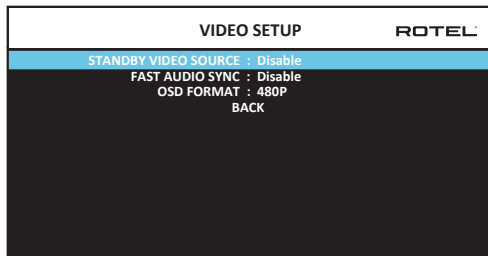 VIDEO SETUP ROTEL
STANDBY VIDEO SOURCE : Disable
FAST AUDIO SYNC : Disable
OSD FORMAT : 480P
BACK